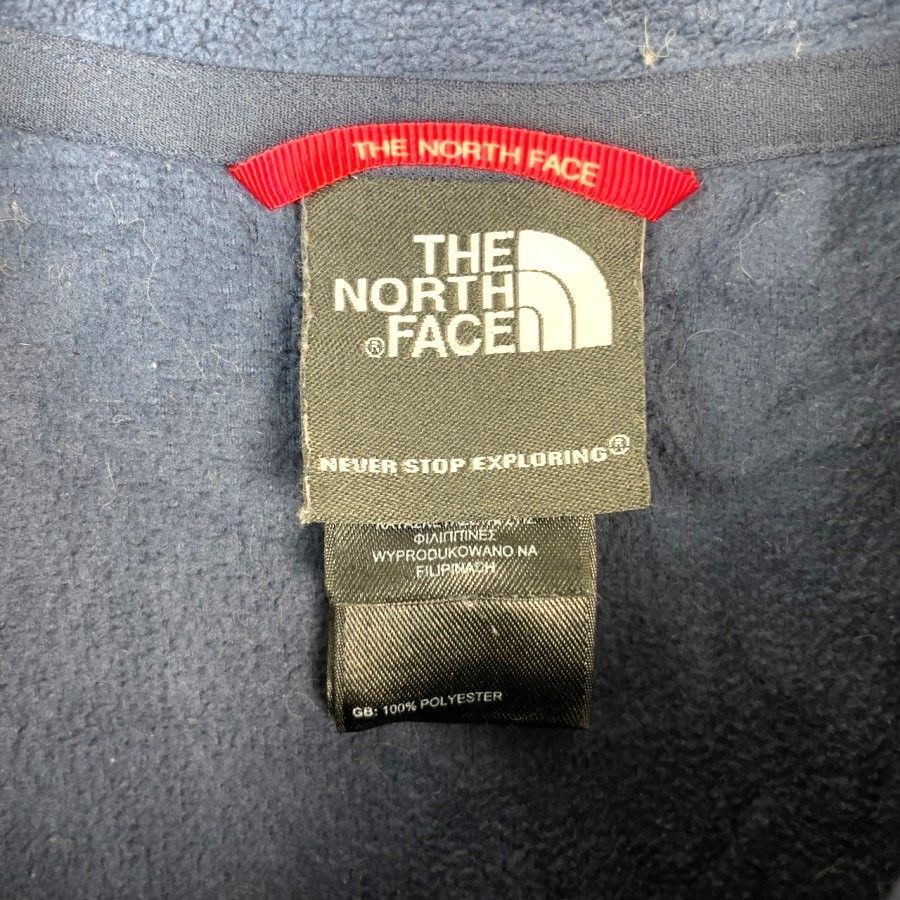 THE NORTH FACE
THE
NORTH
®FACE
NEVER STOP EXPLORING®
ΦΙΛΙΠΠΙΝΕΣ
WYPRODUKOWANO NA
FILIPINACH
GB: 100% POLYESTER